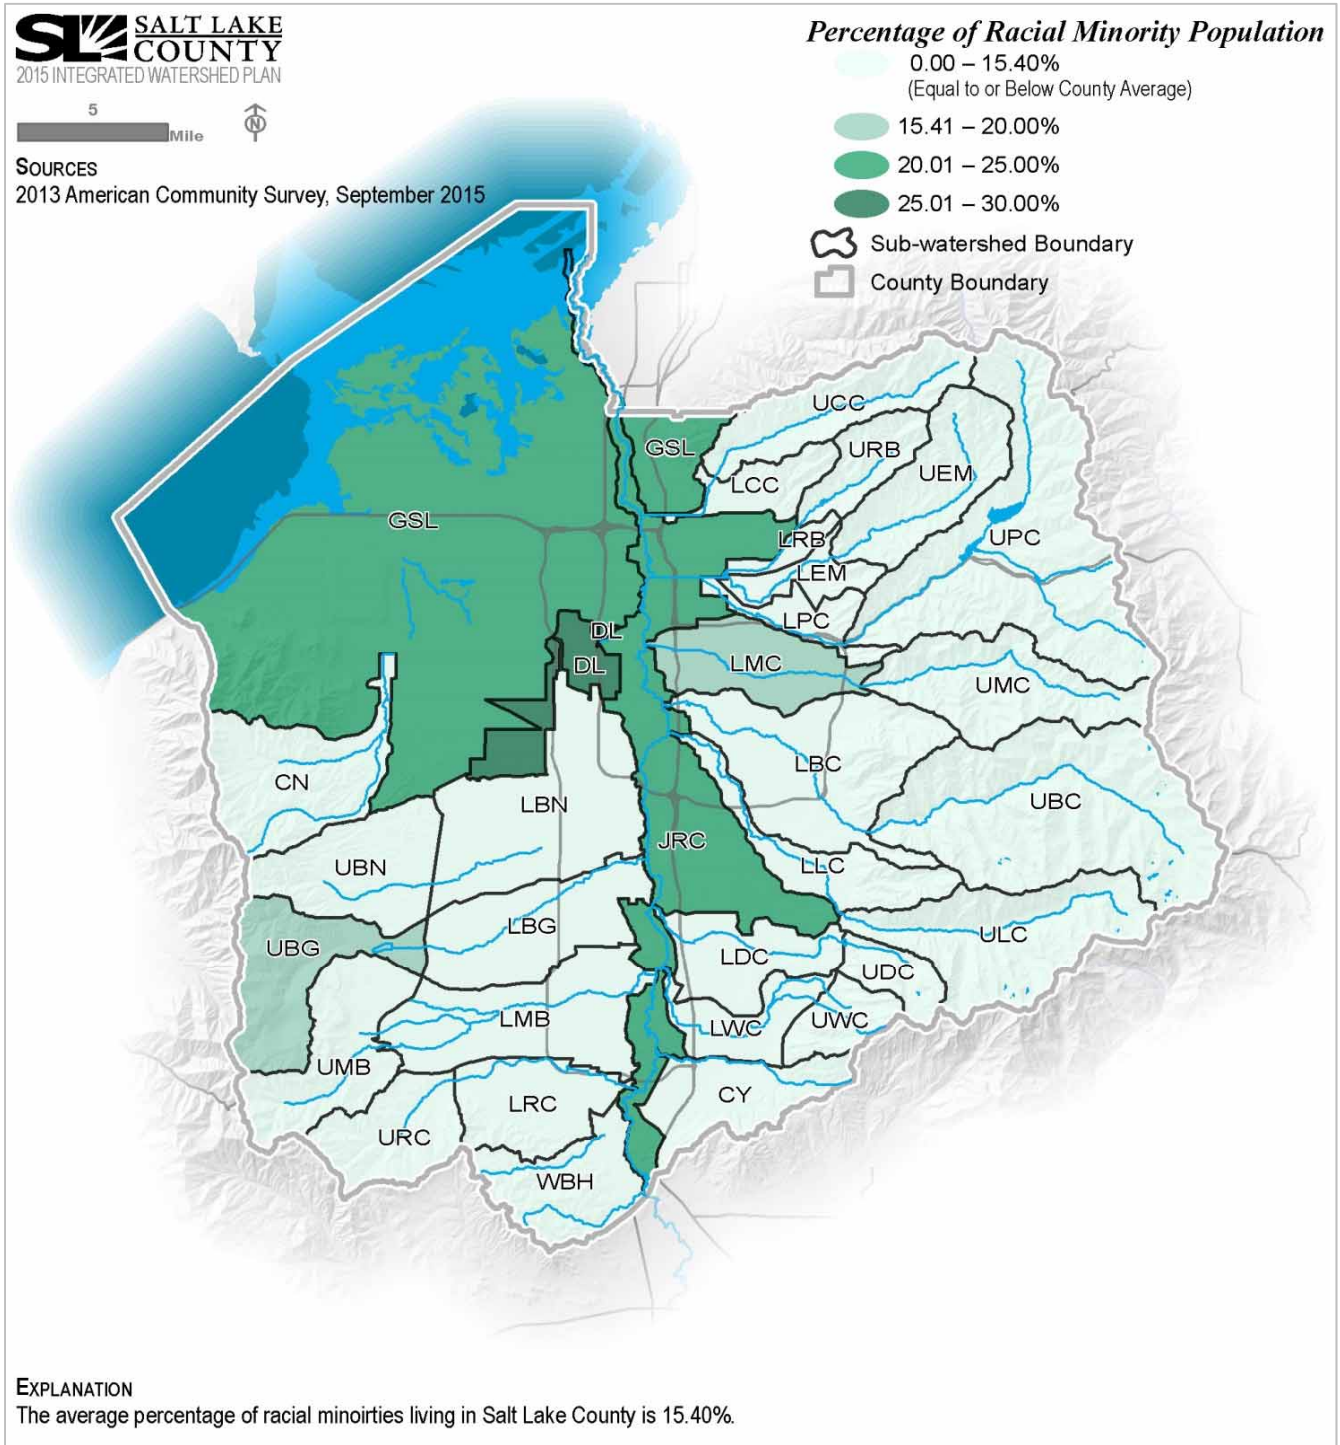 SL SALT LAKE
COUNTY
2015 INTEGRATED WATERSHED PLAN
5
Mile
N
SOURCES
2013 American Community Survey, September 2015
Percentage of Racial Minority Population
0.00 – 15.40%
(Equal to or Below County Average)
15.41 – 20.00%
20.01 – 25.00%
25.01 – 30.00%
Sub-watershed Boundary
County Boundary
UCC
GSL
URB
LCC
UEM
GSL
LRB
UPC
LEM
LPC
DL
DL
LMC
UMC
CN
LBC
LBN
UBC
JRC
UBN
LLC
LBG
UBG
ULC
LDC
UDC
LMB
LWC
UWC
UMB
CY
LRC
URC
WBH
EXPLANATION
The average percentage of racial minoirties living in Salt Lake County is 15.40%.